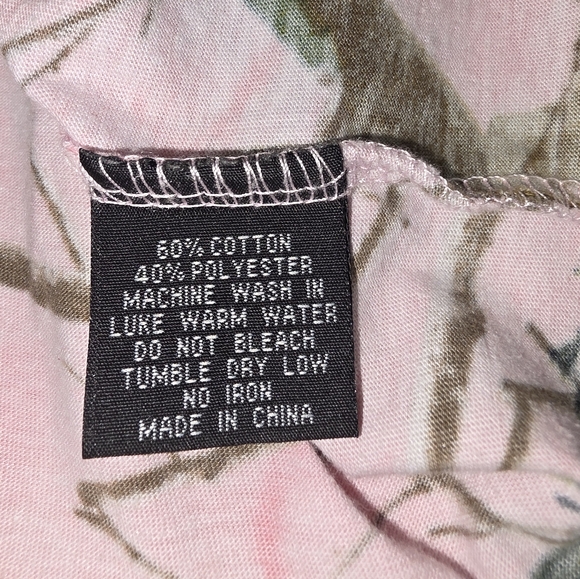 60% COTTON
40% POLYESTER
MACHINE WASH IN
LUKE WARM WATER
DO NOT BLEACH
TUMBLE DRY LOW
NO IRON
MADE IN CHINA